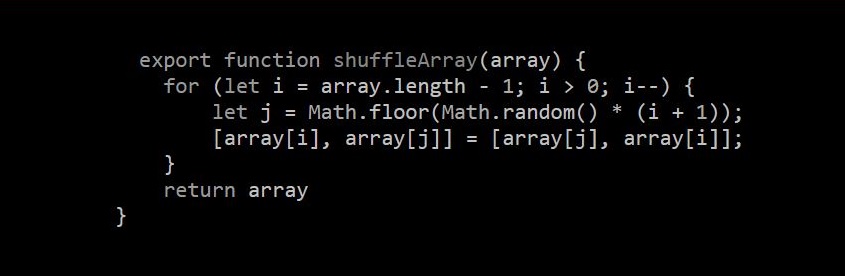 export function shuffleArray(array) {
for (let i = array.length - 1; i > 0; i--) {
let j = Math.floor(Math.random() * (i + 1));
[array[i], array[j]] = [array[j], array[i]];
}
return array
}